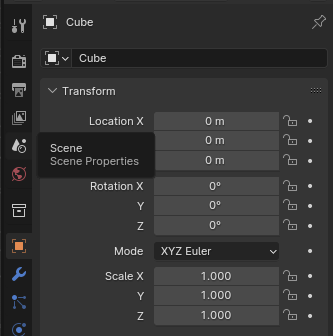 Cube
Cube
Transform
Location X 0 m
0 m
0 m
Scene
Scene Properties
Rotation X 0°
Y 0°
Z 0°
Mode XYZ Euler
Scale X 1.000
Y 1.000
Z 1.000